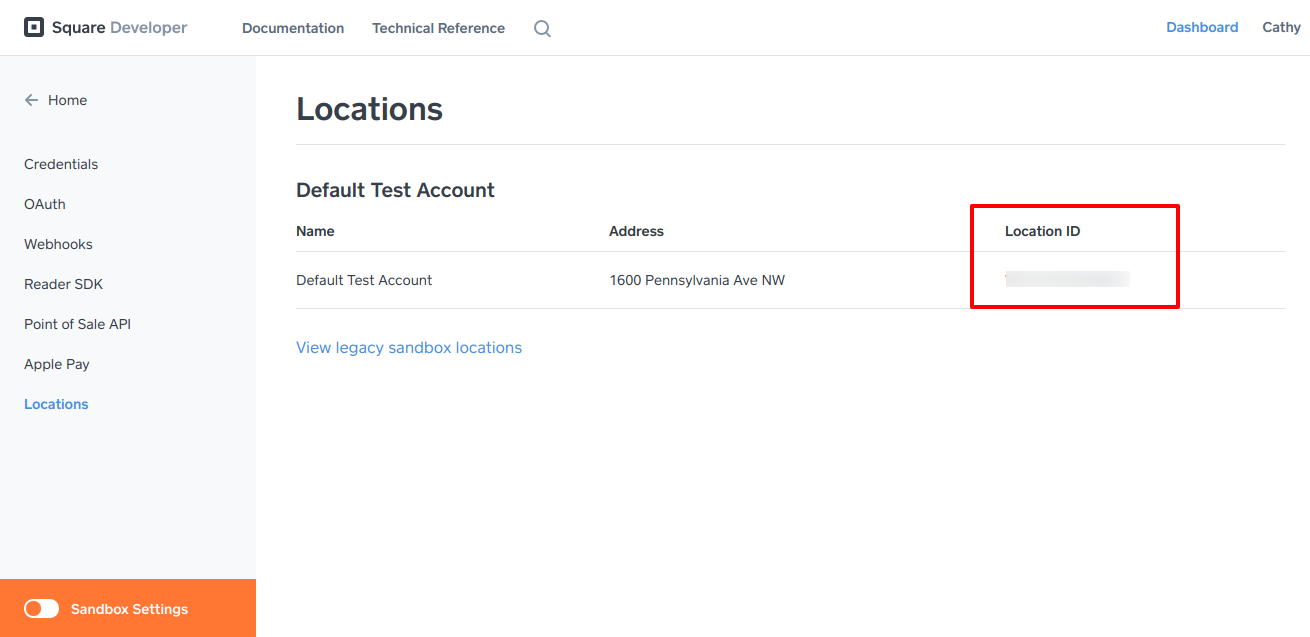 Square Developer Documentation Technical Reference Dashboard Cathy
Home
Credentials
OAuth
Webhooks
Reader SDK
Point of Sale API
Apple Pay
Locations
Sandbox Settings
Locations
Default Test Account
Name Address Location ID
Default Test Account 1600 Pennsylvania Ave NW
View legacy sandbox locations